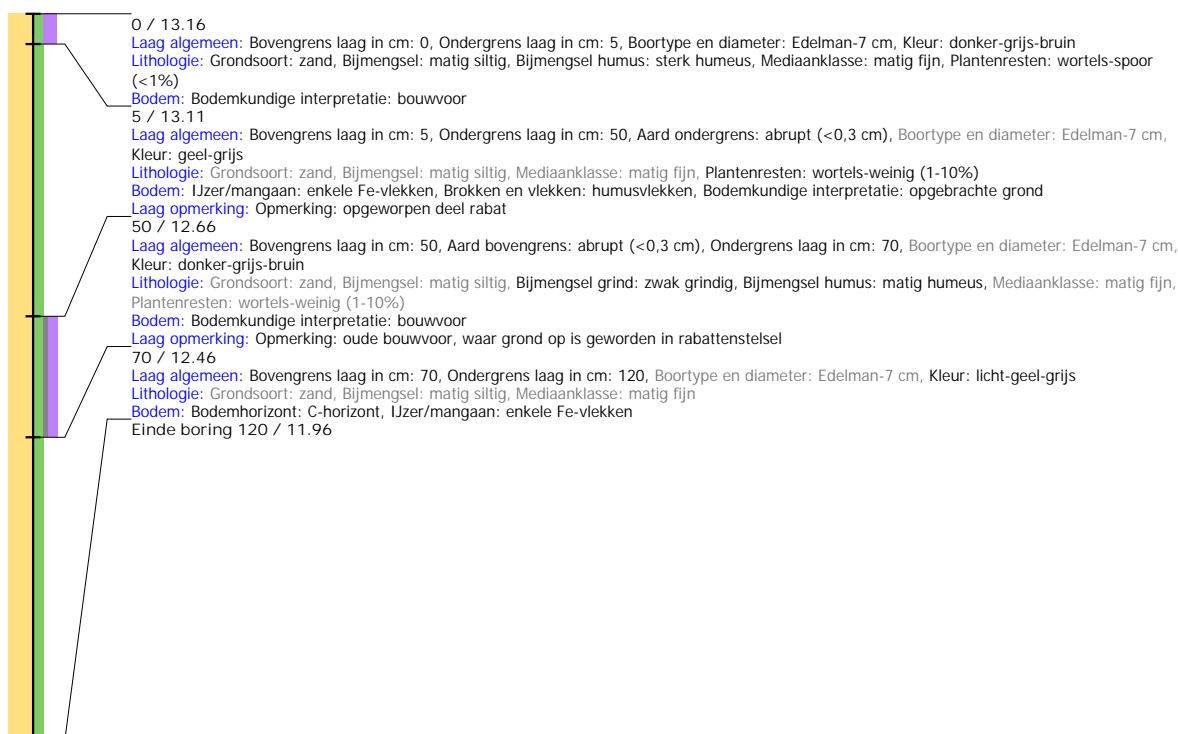 0 / 13.16
Laag algemeen: Bovengrens laag in cm: 0, Ondergrens laag in cm: 5, Boortype en diameter: Edelman-7 cm, Kleur: donker-grijs-bruin
Lithologie: Grondsoort: zand, Bijmengsel: matig siltig, Bijmengsel humus: sterk humeus, Mediaanklasse: matig fijn, Plantenresten: wortels-spoor
(<1%)
Bodem: Bodemkundige interpretatie: bouwvoor
5 / 13.11
Laag algemeen: Bovengrens laag in cm: 5, Ondergrens laag in cm: 50, Aard ondergrens: abrupt (<0,3 cm), Boortype en diameter: Edelman-7 cm,
Kleur: geel-grijs
Lithologie: Grondsoort: zand, Bijmengsel: matig siltig, Mediaanklasse: matig fijn, Plantenresten: wortels-weinig (1-10%)
Bodem: IJzer/mangaan: enkele Fe-vlekken, Brokken en vlekken: humusvlekken, Bodemkundige interpretatie: opgebrachte grond
Laag opmerking: Opmerking: opgeworpen deel rabat
50 / 12.66
Laag algemeen: Bovengrens laag in cm: 50, Aard bovengrens: abrupt (<0,3 cm), Ondergrens laag in cm: 70, Boortype en diameter: Edelman-7 cm,
Kleur: donker-grijs-bruin
Lithologie: Grondsoort: zand, Bijmengsel: matig siltig, Bijmengsel grind: zwak grindig, Bijmengsel humus: matig humeus, Mediaanklasse: matig fijn,
Plantenresten: wortels-weinig (1-10%)
Bodem: Bodemkundige interpretatie: bouwvoor
Laag opmerking: Opmerking: oude bouwvoor, waar grond op is geworden in rabattenstelsel
70 / 12.46
Laag algemeen: Bovengrens laag in cm: 70, Ondergrens laag in cm: 120, Boortype en diameter: Edelman-7 cm, Kleur: licht-geel-grijs
Lithologie: Grondsoort: zand, Bijmengsel: matig siltig, Mediaanklasse: matig fijn
Bodem: Bodemhorizont: C-horizont, IJzer/mangaan: enkele Fe-vlekken
Einde boring 120 / 11.96